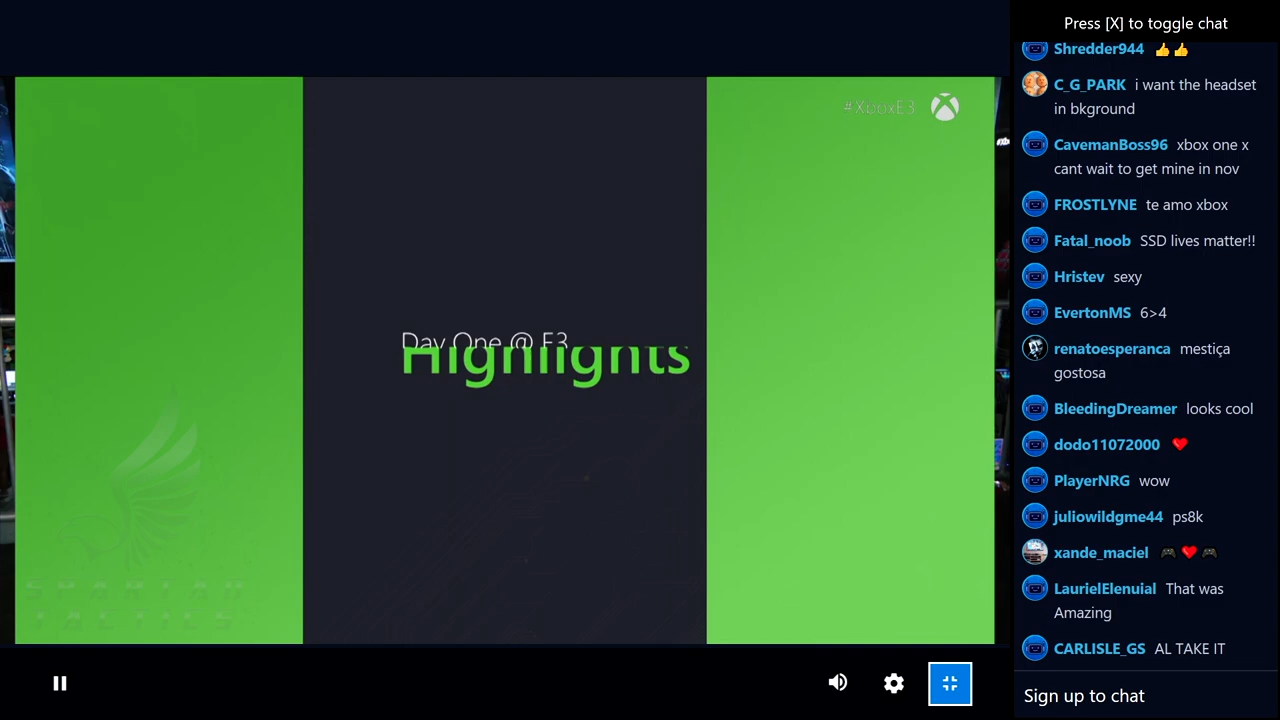 Press [X] to toggle chat
Shredder944 👍👍
C_G_PARK i want the headset
in bkground
CavemanBoss96 xbox one x
cant wait to get mine in nov
FROSTLYNE te amo xbox
Fatal_noob SSD lives matter!!
Hristev sexy
EvertonMS 6>4
renatoesperanca mestiça
gostosa
BleedingDreamer looks cool
dodo11072000 ❤️
PlayerNRG wow
juliowildgme44 ps8k
xande_maciel 🎮❤️🎮
LaurielElenuial That was
Amazing
CARLISLE_GS AL TAKE IT
Sign up to chat
#XboxE3
Day One @ E3
Highlights
SPARTAN
TACTICS